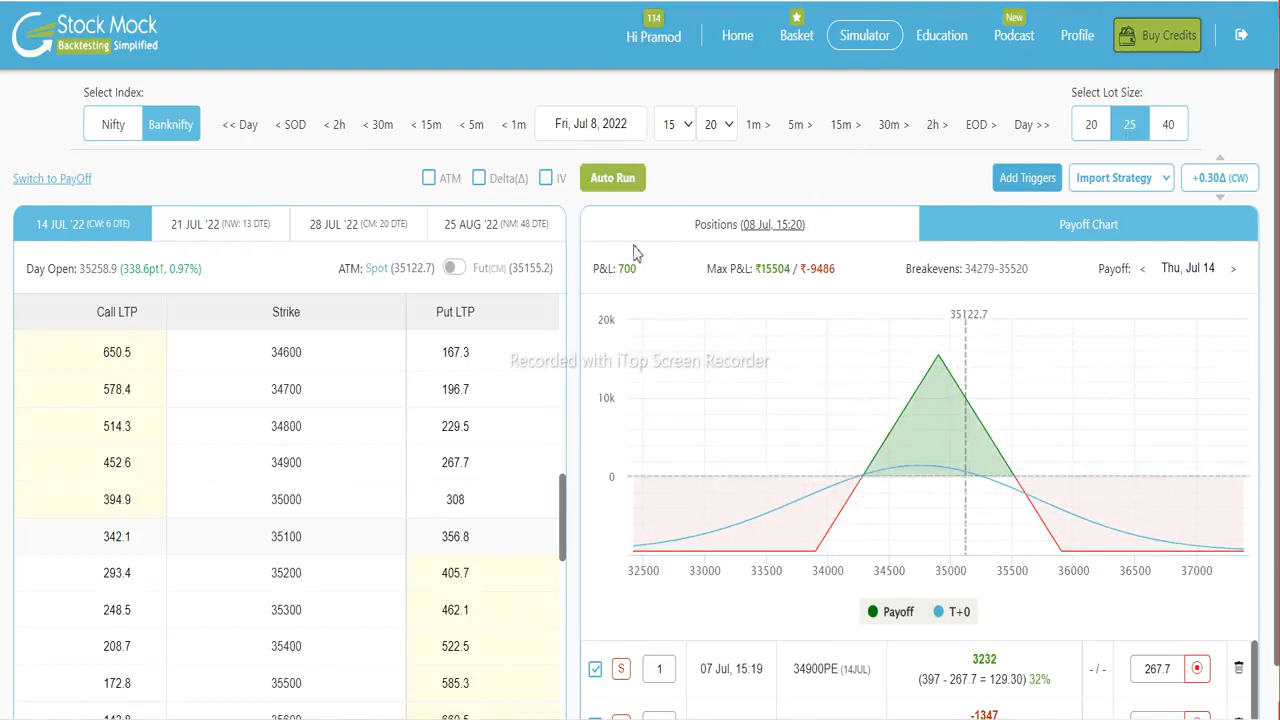 Stock Mock
Backtesting Simplified
114
Hi Pramod
Home
Basket
Simulator
Education
New
Podcast
Profile
Buy Credits
Select Index:
Nifty
Banknifty
<< Day
< SOD
< 2h
< 30m
< 15m
< 5m
< 1m
Fri, Jul 8, 2022
15
20
1m >
5m >
15m >
30m >
2h >
EOD >
Day >>
Select Lot Size:
20
25
40
Switch to PayOff
ATM
Delta(Δ)
IV
Auto Run
Add Triggers
Import Strategy
+0.30Δ (CW)
14 JUL '22 (CW: 6 DTE)
21 JUL '22 (NW: 13 DTE)
28 JUL '22 (CM: 20 DTE)
25 AUG '22 (NM: 48 DTE)
Positions (08 Jul, 15:20)
Payoff Chart
Day Open: 35258.9 (338.6pt↑, 0.97%)
ATM: Spot (35122.7)
Fut(CM) (35155.2)
P&L: 700
Max P&L: ₹15504 / ₹-9486
Breakevens: 34279-35520
Payoff: < Thu, Jul 14 >
Call LTP Strike Put LTP
650.5 34600 167.3
578.4 34700 196.7
514.3 34800 229.5
452.6 34900 267.7
394.9 35000 308
342.1 35100 356.8
293.4 35200 405.7
248.5 35300 462.1
208.7 35400 522.5
172.8 35500 585.3
143.8 35600 660.5
35122.7
20k
10k
0
32500 33000 33500 34000 34500 35000 35500 36000 36500 37000
Payoff T+0
Recorded with iTop Screen Recorder
S
1
07 Jul, 15:19
34900PE (14JUL)
3232
(397 - 267.7 = 129.30) 32%
- / -
267.7
-1347